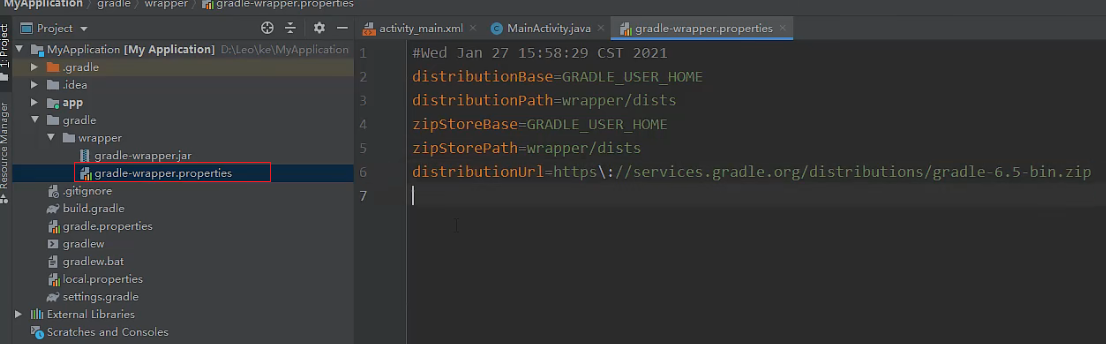 MyApplication gradle wrapper gradle-wrapper.properties
Project
activity_main.xml MainActivity.java gradle-wrapper.properties
1: Project
Resource Manager
MyApplication [My Application] D:\Leo\ke\MyApplication
.gradle
.idea
app
gradle
wrapper
gradle-wrapper.jar
gradle-wrapper.properties
.gitignore
build.gradle
gradle.properties
gradlew
gradlew.bat
local.properties
settings.gradle
External Libraries
Scratches and Consoles
1 #Wed Jan 27 15:58:29 CST 2021
2 distributionBase=GRADLE_USER_HOME
3 distributionPath=wrapper/dists
4 zipStoreBase=GRADLE_USER_HOME
5 zipStorePath=wrapper/dists
6 distributionUrl=https\://services.gradle.org/distributions/gradle-6.5-bin.zip
7